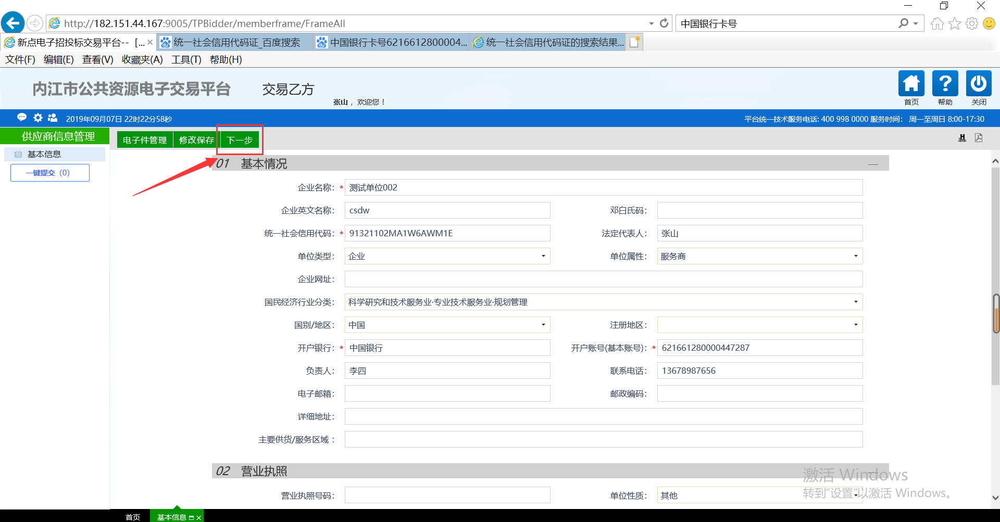 http://182.151.44.167:9005/TPBidder/memberframe/FrameAll
中国银行卡号
新点电子招投标交易平台-- [...
统一社会信用代码证_百度搜索
中国银行卡号6216612800004...
统一社会信用代码证的搜索结果...
文件(F) 编辑(E) 查看(V) 收藏夹(A) 工具(T) 帮助(H)
内江市公共资源电子交易平台
交易乙方
张山 ，欢迎您！
首页 帮助 关闭
2019年09月07日 22时22分58秒
平台统一技术服务电话: 400 998 0000 服务时间： 周一至周日 8:00-17:30
供应商信息管理
电子件管理 修改保存 下一步
基本信息
一键提交（0）
01 基本情况
企业名称：* 测试单位002
企业英文名称： csdw
邓白氏码：
统一社会信用代码：* 91321102MA1W6AWM1E
法定代表人： 张山
单位类型： 企业
单位属性： 服务商
企业网址：
国民经济行业分类： 科学研究和技术服务业·专业技术服务业·规划管理
国别/地区： 中国
注册地区：
开户银行：* 中国银行
开户账号(基本账号)：* 621661280000447287
负责人： 李四
联系电话： 13678987656
电子邮箱：
邮政编码：
详细地址：
主要供货/服务区域：
02 营业执照
营业执照号码：
单位性质： 其他
激活 Windows
转到"设置"以激活 Windows。
首页 基本信息